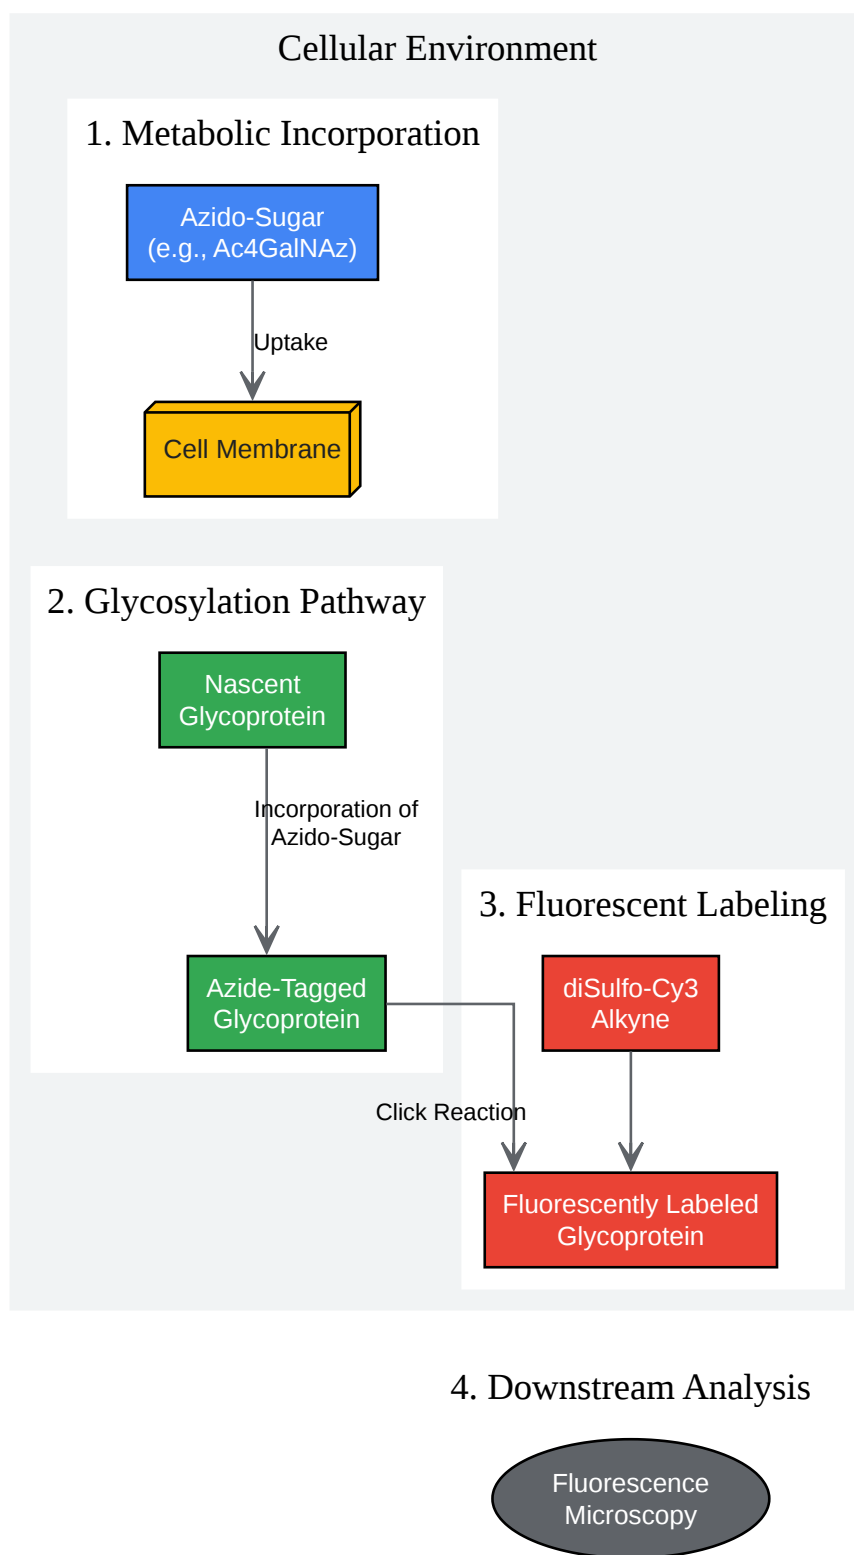 Cellular Environment
1. Metabolic Incorporation
Azido-Sugar
(e.g., Ac4GalNAz)
Uptake
Cell Membrane
2. Glycosylation Pathway
Nascent
Glycoprotein
Incorporation of
Azido-Sugar
3. Fluorescent Labeling
Azide-Tagged
Glycoprotein
diSulfo-Cy3
Alkyne
Click Reaction
Fluorescently Labeled
Glycoprotein
4. Downstream Analysis
Fluorescence
Microscopy